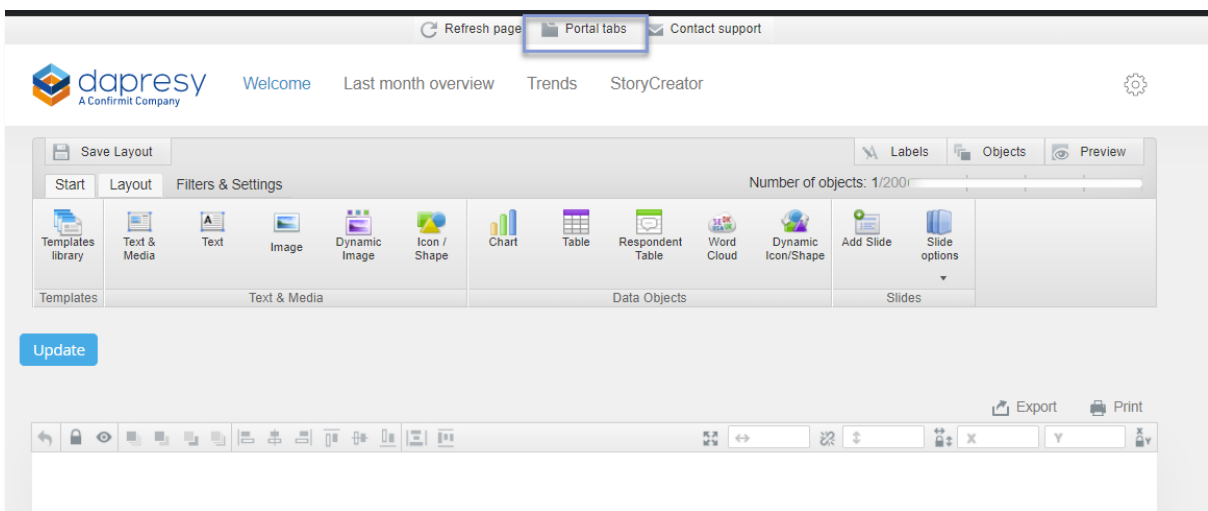 Refresh page Portal tabs Contact support
dapresy
A Confirmit Company
Welcome Last month overview Trends StoryCreator
Save Layout Labels Objects Preview
Start Layout Filters & Settings Number of objects: 1/200
Templates library
Text & Media
Text
Image
Dynamic Image
Icon / Shape
Chart
Table
Respondent Table
Word Cloud
Dynamic Icon/Shape
Add Slide
Slide options
Templates Text & Media Data Objects Slides
Update
Export Print
X Y